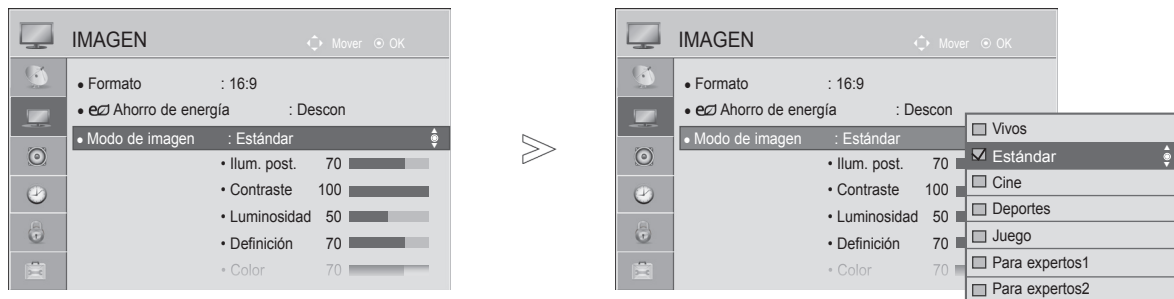 IMAGEN Mover OK
• Formato : 16:9
• eco Ahorro de energía : Descon
• Modo de imagen : Estándar
• Ilum. post. 70
• Contraste 100
• Luminosidad 50
• Definición 70
• Color 70
>
IMAGEN Mover OK
• Formato : 16:9
• eco Ahorro de energía : Descon
• Modo de imagen : Estándar
• Ilum. post. 70
• Contraste 100
• Luminosidad 50
• Definición 70
• Color 70
Vivos
Estándar
Cine
Deportes
Juego
Para expertos1
Para expertos2